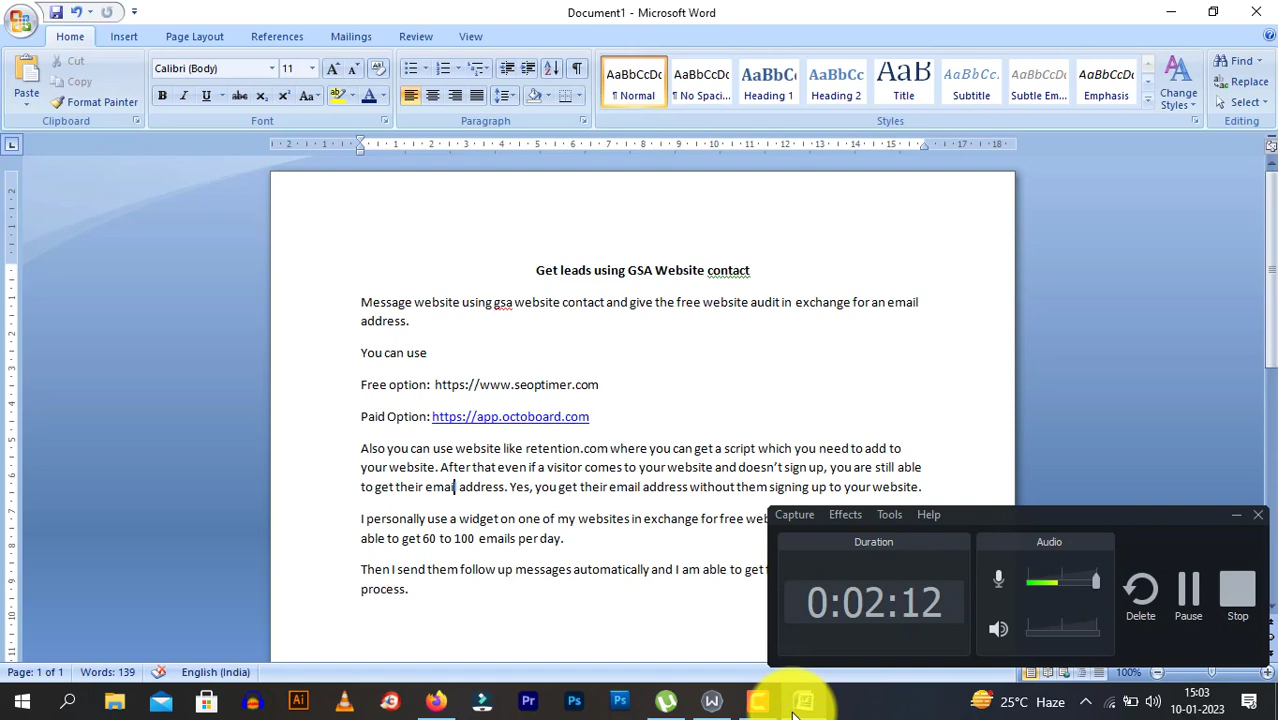 Document1 - Microsoft Word
Home Insert Page Layout References Mailings Review View
Paste
Cut
Copy
Format Painter
Clipboard
Calibri (Body) 11
Font
Paragraph
AaBbCcDc AaBbCcDc AaBbC AaBbCc AaB AaBbCc. AaBbCcDc AaBbCcDc
¶ Normal ¶ No Spaci... Heading 1 Heading 2 Title Subtitle Subtle Em... Emphasis
Styles
Change
Styles
Find
Replace
Select
Editing
Get leads using GSA Website contact
Message website using gsa website contact and give the free website audit in exchange for an email
address.
You can use
Free option: https://www.seoptimer.com
Paid Option: https://app.octoboard.com
Also you can use website like retention.com where you can get a script which you need to add to
your website. After that even if a visitor comes to your website and doesn’t sign up, you are still able
to get their email address. Yes, you get their email address without them signing up to your website.
I personally use a widget on one of my websites in exchange for free
able to get 60 to 100 emails per day.
Then I send them follow up messages automatically and I am able to get
process.
Capture Effects Tools Help
Duration
Audio
0:02:12
Delete
Pause
Stop
Page: 1 of 1 Words: 139 English (India) 100%
25°C Haze
15:03
10-01-2023